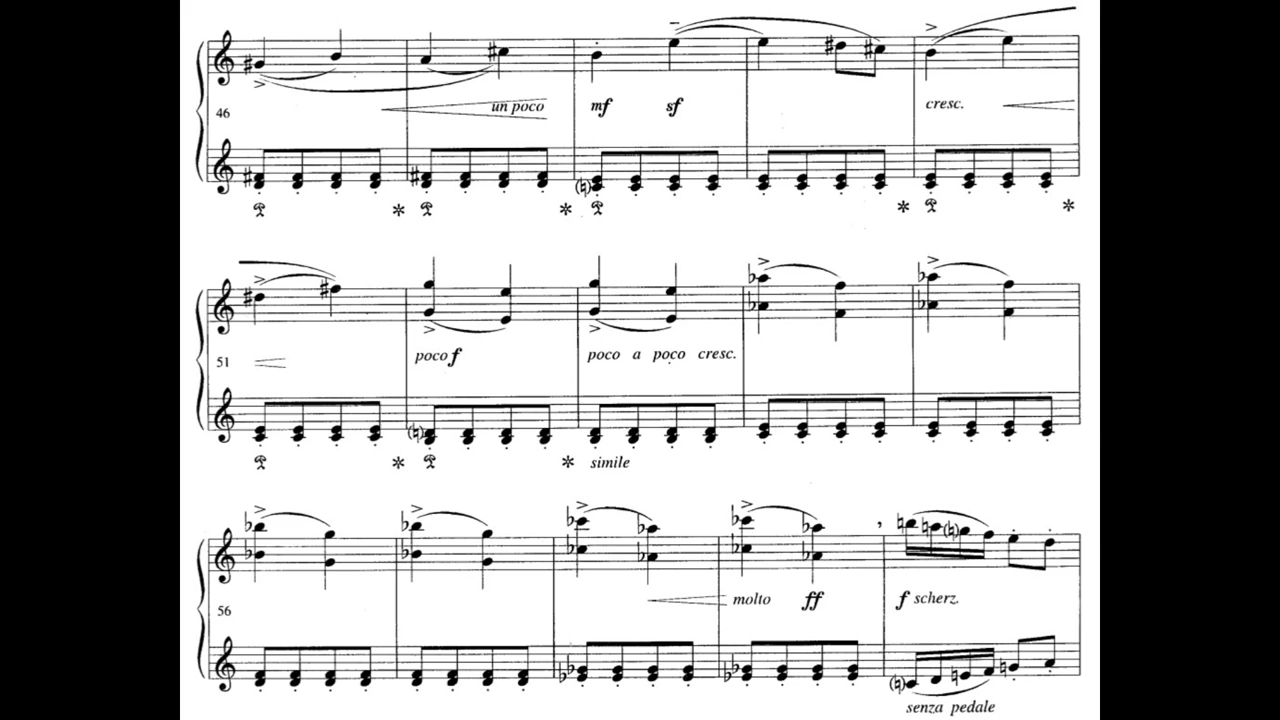 un poco mf sf cresc.
46
poco f poco a poco cresc.
51
simile
molto ff f scherz.
56
senza pedale